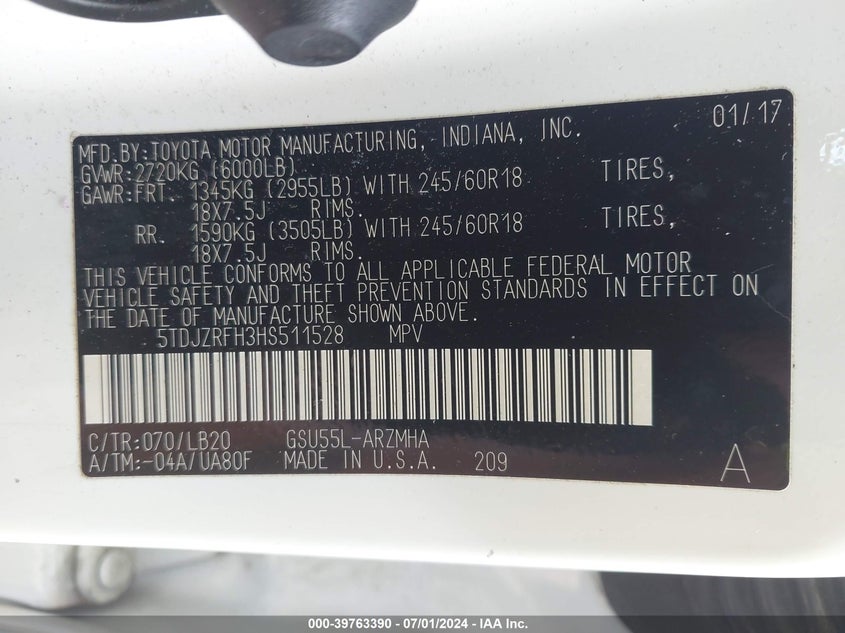 MFD.BY:TOYOTA MOTOR MANUFACTURING, INDIANA, INC. 01/17
GVWR:2720KG (6000LB)
GAWR:FRT. 1345KG (2955LB) WITH 245/60R18 TIRES,
18X7.5J RIMS.
RR. 1590KG (3505LB) WITH 245/60R18 TIRES,
18X7.5J RIMS.
THIS VEHICLE CONFORMS TO ALL APPLICABLE FEDERAL MOTOR
VEHICLE SAFETY AND THEFT PREVENTION STANDARDS IN EFFECT ON
THE DATE OF MANUFACTURE SHOWN ABOVE.
5TDJZRFH3HS511528 MPV
C/TR:070/LB20 GSU55L-ARZMHA
A/TM:-04A/UA80F MADE IN U.S.A. 209 A
000-39763390 - 07/01/2024 - IAA Inc.